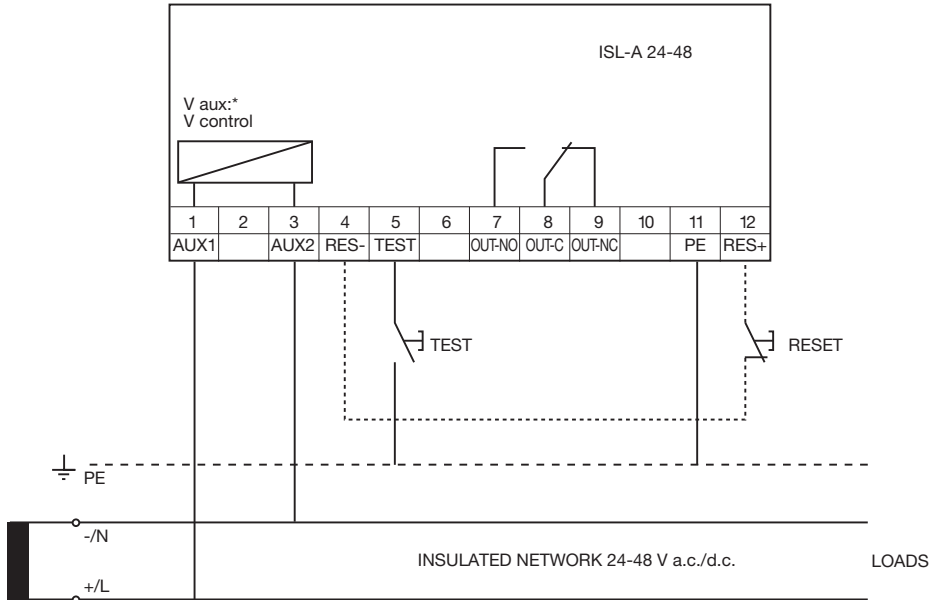 ISL-A 24-48
V aux:*
V control
1 2 3 4 5 6 7 8 9 10 11 12
AUX1 AUX2 RES- TEST OUT-NO OUT-C OUT-NC PE RES+
TEST
RESET
PE
-/N
INSULATED NETWORK 24-48 V a.c./d.c.
LOADS
+/L